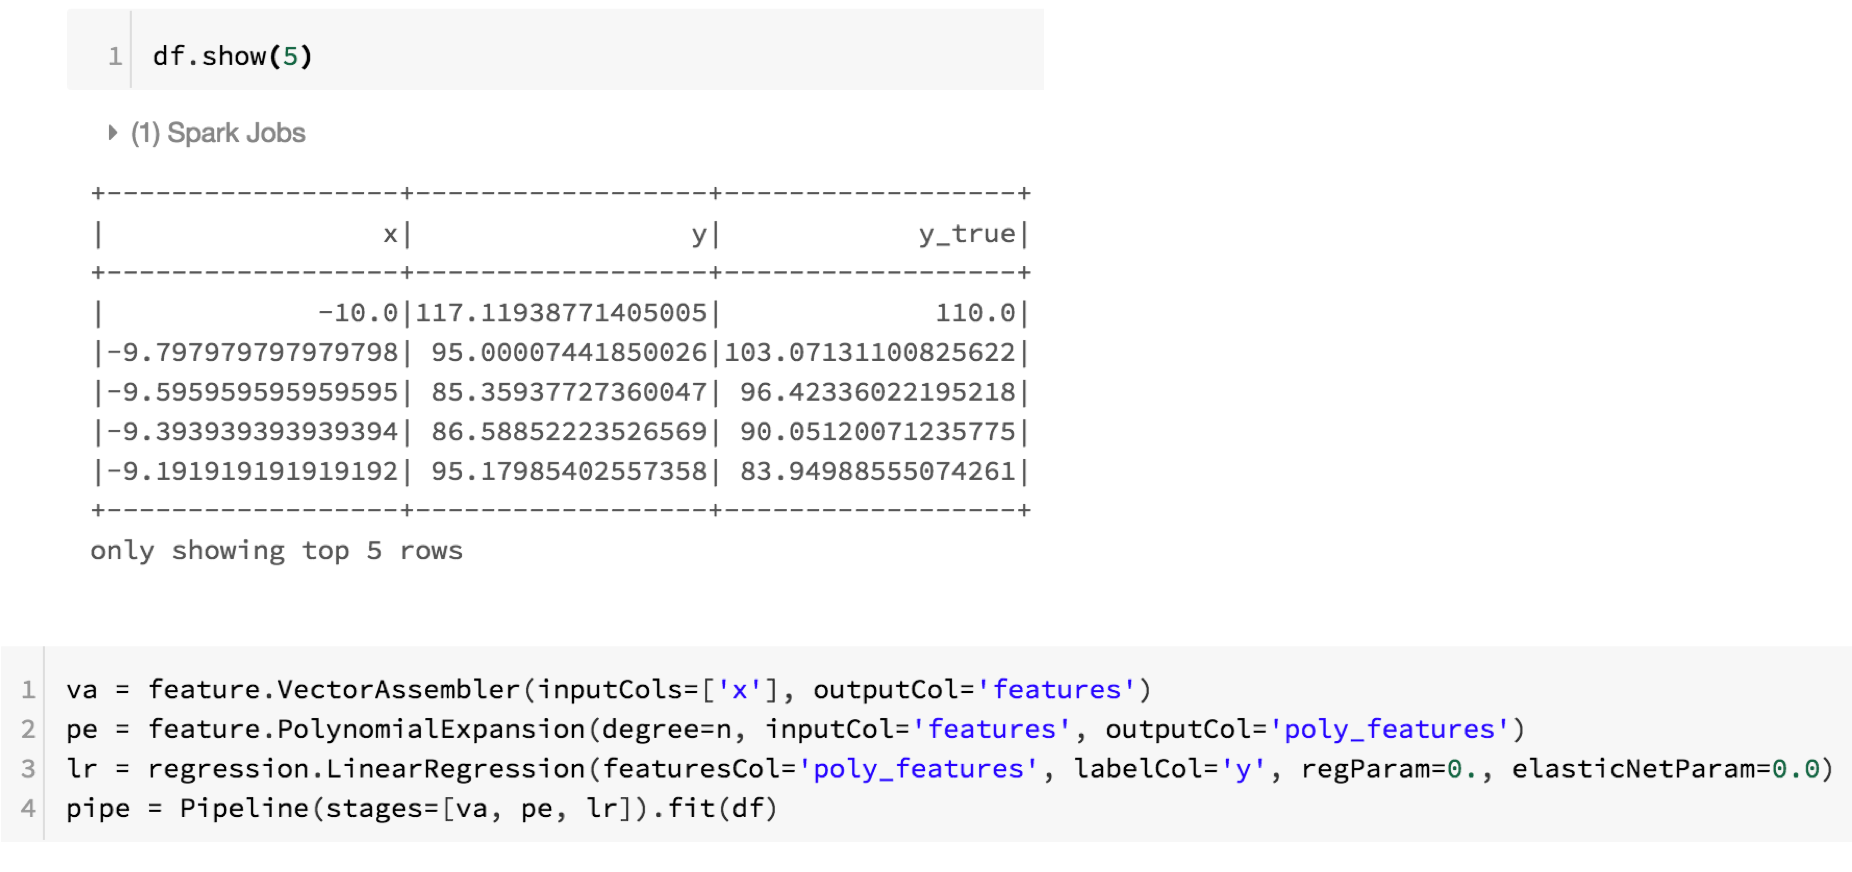 1 df.show(5)
(1) Spark Jobs
+------------------+------------------+------------------+
|                 x|                 y|            y_true|
+------------------+------------------+------------------+
|             -10.0|117.11938771405005|             110.0|
|-9.797979797979798| 95.00007441850026|103.07131100825622|
|-9.595959595959595| 85.35937727360047| 96.42336022195218|
|-9.393939393939394| 86.58852223526569| 90.05120071235775|
|-9.191919191919192| 95.17985402557358| 83.94988555074261|
+------------------+------------------+------------------+
only showing top 5 rows
1 va = feature.VectorAssembler(inputCols=['x'], outputCol='features')
2 pe = feature.PolynomialExpansion(degree=n, inputCol='features', outputCol='poly_features')
3 lr = regression.LinearRegression(featuresCol='poly_features', labelCol='y', regParam=0., elasticNetParam=0.0)
4 pipe = Pipeline(stages=[va, pe, lr]).fit(df)